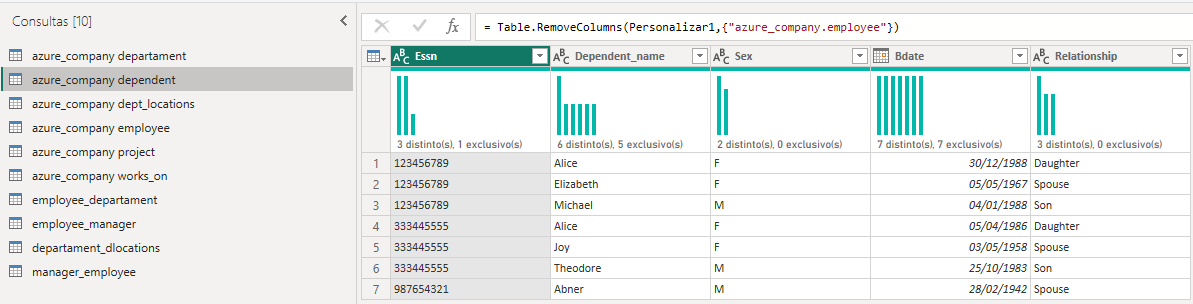 Consultas [10]
azure_company departament
azure_company dependent
azure_company dept_locations
azure_company employee
azure_company project
azure_company works_on
employee_departament
employee_manager
departament_dlocations
manager_employee
fx = Table.RemoveColumns(Personalizar1,{"azure_company.employee"})
ABC Essn ABC Dependent_name ABC Sex Bdate ABC Relationship
3 distinto(s), 1 exclusivo(s) 6 distinto(s), 5 exclusivo(s) 2 distinto(s), 0 exclusivo(s) 7 distinto(s), 7 exclusivo(s) 3 distinto(s), 0 exclusivo(s)
1 123456789 Alice F 30/12/1988 Daughter
2 123456789 Elizabeth F 05/05/1967 Spouse
3 123456789 Michael M 04/01/1988 Son
4 333445555 Alice F 05/04/1986 Daughter
5 333445555 Joy F 03/05/1958 Spouse
6 333445555 Theodore M 25/10/1983 Son
7 987654321 Abner M 28/02/1942 Spouse